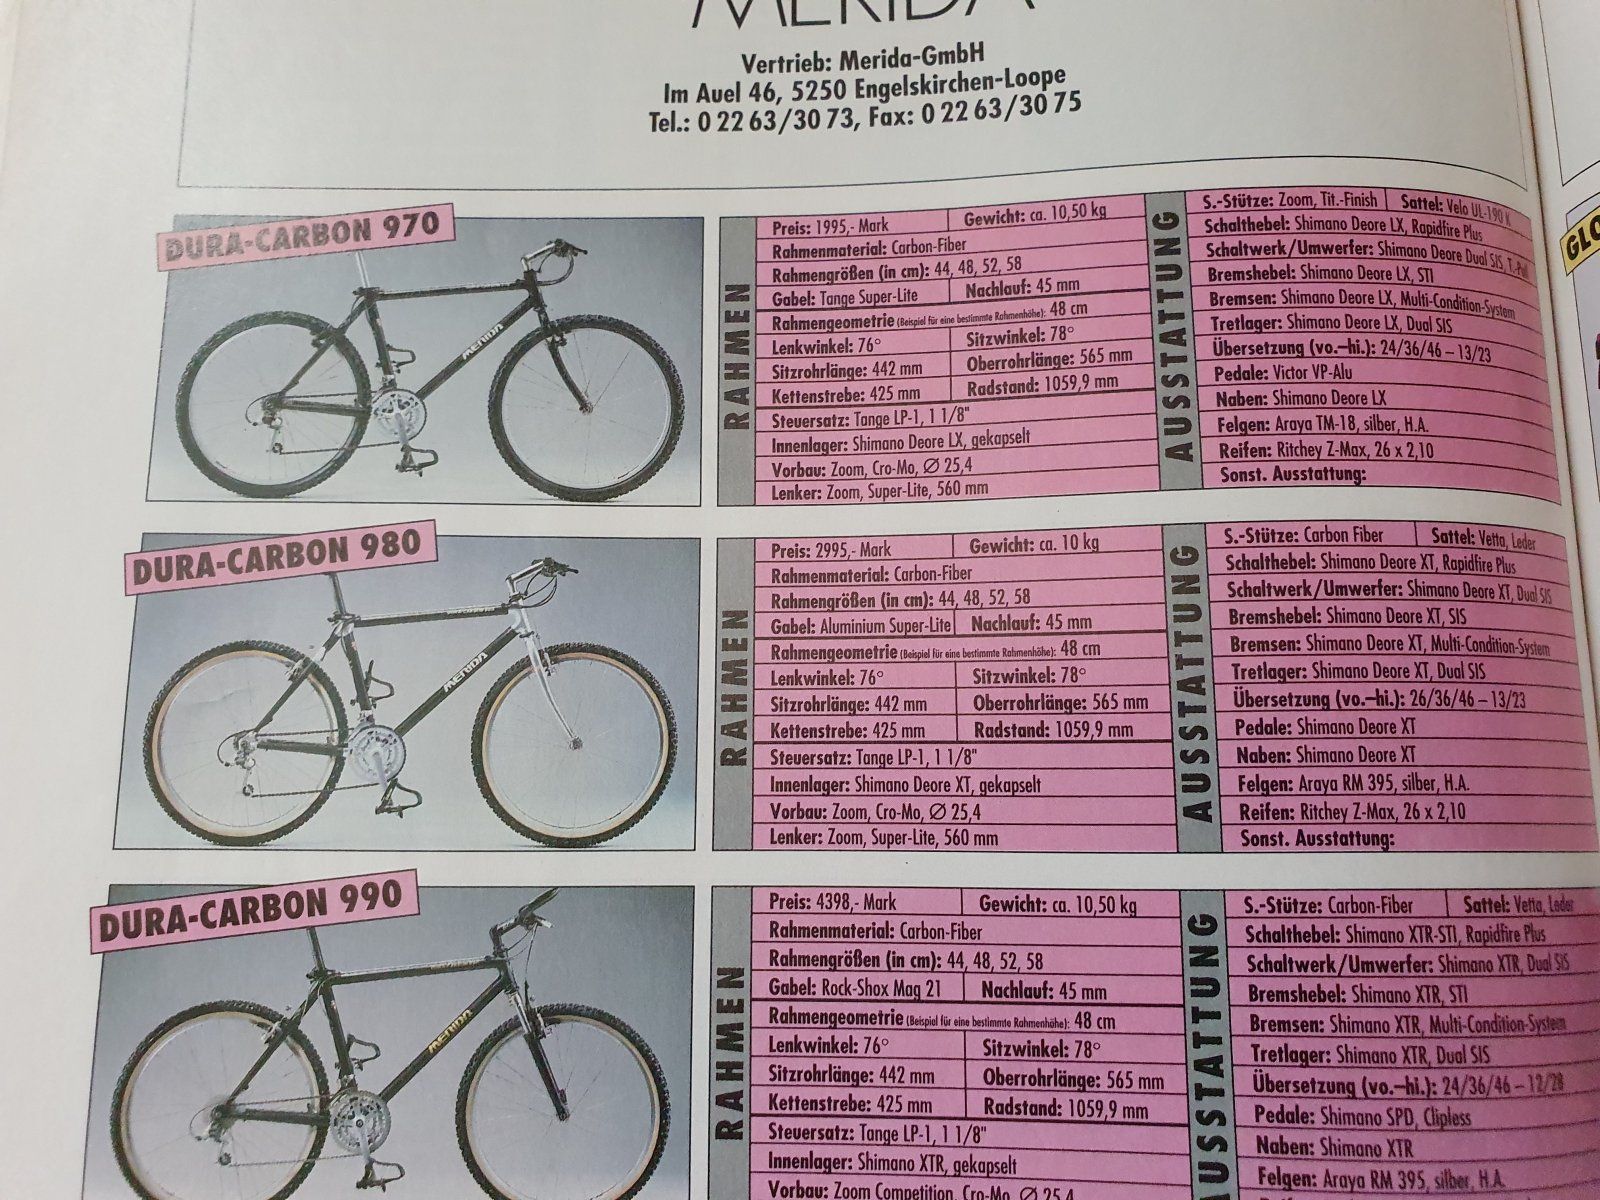 MERIDA
Vertrieb: Merida-GmbH
Im Auel 46, 5250 Engelskirchen-Loope
Tel.: 0 22 63/30 73, Fax: 0 22 63/30 75
DURA-CARBON 970
MERIDA
RAHMEN
Preis: 1995,- Mark
Gewicht: ca. 10,50 kg
Rahmenmaterial: Carbon-Fiber
Rahmengrößen (in cm): 44, 48, 52, 58
Gabel: Tange Super-Lite
Nachlauf: 45 mm
Rahmengeometrie (Beispiel für eine bestimmte Rahmenhöhe): 48 cm
Lenkwinkel: 76°
Sitzwinkel: 78°
Sitzrohrlänge: 442 mm
Oberrohrlänge: 565 mm
Kettenstrebe: 425 mm
Radstand: 1059,9 mm
Steuersatz: Tange LP-1, 1 1/8"
Innenlager: Shimano Deore LX, gekapselt
Vorbau: Zoom, Cro-Mo, Ø 25,4
Lenker: Zoom, Super-Lite, 560 mm
AUSSTATTUNG
S.-Stütze: Zoom, Tit.-Finish
Sattel: Velo UL-190 K
Schalthebel: Shimano Deore LX, Rapidfire Plus
Schaltwerk/Umwerfer: Shimano Deore Dual SIS,
Bremshebel: Shimano Deore LX, STI
Bremsen: Shimano Deore LX, Multi-Condition-System
Tretlager: Shimano Deore LX, Dual SIS
Übersetzung (vo.–hi.): 24/36/46 – 13/23
Pedale: Victor VP-Alu
Naben: Shimano Deore LX
Felgen: Araya TM-18, silber, H.A.
Reifen: Ritchey Z-Max, 26 x 2,10
Sonst. Ausstattung:
DURA-CARBON 980
MERIDA
RAHMEN
Preis: 2995,- Mark
Gewicht: ca. 10 kg
Rahmenmaterial: Carbon-Fiber
Rahmengrößen (in cm): 44, 48, 52, 58
Gabel: Aluminium Super-Lite
Nachlauf: 45 mm
Rahmengeometrie (Beispiel für eine bestimmte Rahmenhöhe): 48 cm
Lenkwinkel: 76°
Sitzwinkel: 78°
Sitzrohrlänge: 442 mm
Oberrohrlänge: 565 mm
Kettenstrebe: 425 mm
Radstand: 1059,9 mm
Steuersatz: Tange LP-1, 1 1/8"
Innenlager: Shimano Deore XT, gekapselt
Vorbau: Zoom, Cro-Mo, Ø 25,4
Lenker: Zoom, Super-Lite, 560 mm
AUSSTATTUNG
S.-Stütze: Carbon Fiber
Sattel: Vetta, Leder
Schalthebel: Shimano Deore XT, Rapidfire Plus
Schaltwerk/Umwerfer: Shimano Deore XT, Dual SIS
Bremshebel: Shimano Deore XT, SIS
Bremsen: Shimano Deore XT, Multi-Condition-System
Tretlager: Shimano Deore XT, Dual SIS
Übersetzung (vo.–hi.): 26/36/46 – 13/23
Pedale: Shimano Deore XT
Naben: Shimano Deore XT
Felgen: Araya RM 395, silber, H.A.
Reifen: Ritchey Z-Max, 26 x 2,10
Sonst. Ausstattung:
DURA-CARBON 990
MERIDA
RAHMEN
Preis: 4398,- Mark
Gewicht: ca. 10,50 kg
Rahmenmaterial: Carbon-Fiber
Rahmengrößen (in cm): 44, 48, 52, 58
Gabel: Rock-Shox Mag 21
Nachlauf: 45 mm
Rahmengeometrie (Beispiel für eine bestimmte Rahmenhöhe): 48 cm
Lenkwinkel: 76°
Sitzwinkel: 78°
Sitzrohrlänge: 442 mm
Oberrohrlänge: 565 mm
Kettenstrebe: 425 mm
Radstand: 1059,9 mm
Steuersatz: Tange LP-1, 1 1/8"
Innenlager: Shimano XTR, gekapselt
Vorbau: Zoom Competition, Cro-Mo, Ø 25,4
AUSSTATTUNG
S.-Stütze: Carbon-Fiber
Sattel: Vetta, Leder
Schalthebel: Shimano XTR-STI, Rapidfire Plus
Schaltwerk/Umwerfer: Shimano XTR, Dual SIS
Bremshebel: Shimano XTR, STI
Bremsen: Shimano XTR, Multi-Condition-System
Tretlager: Shimano XTR, Dual SIS
Übersetzung (vo.–hi.): 24/36/46 – 12/28
Pedale: Shimano SPD, Clipless
Naben: Shimano XTR
Felgen: Araya RM 395, silber, H.A.